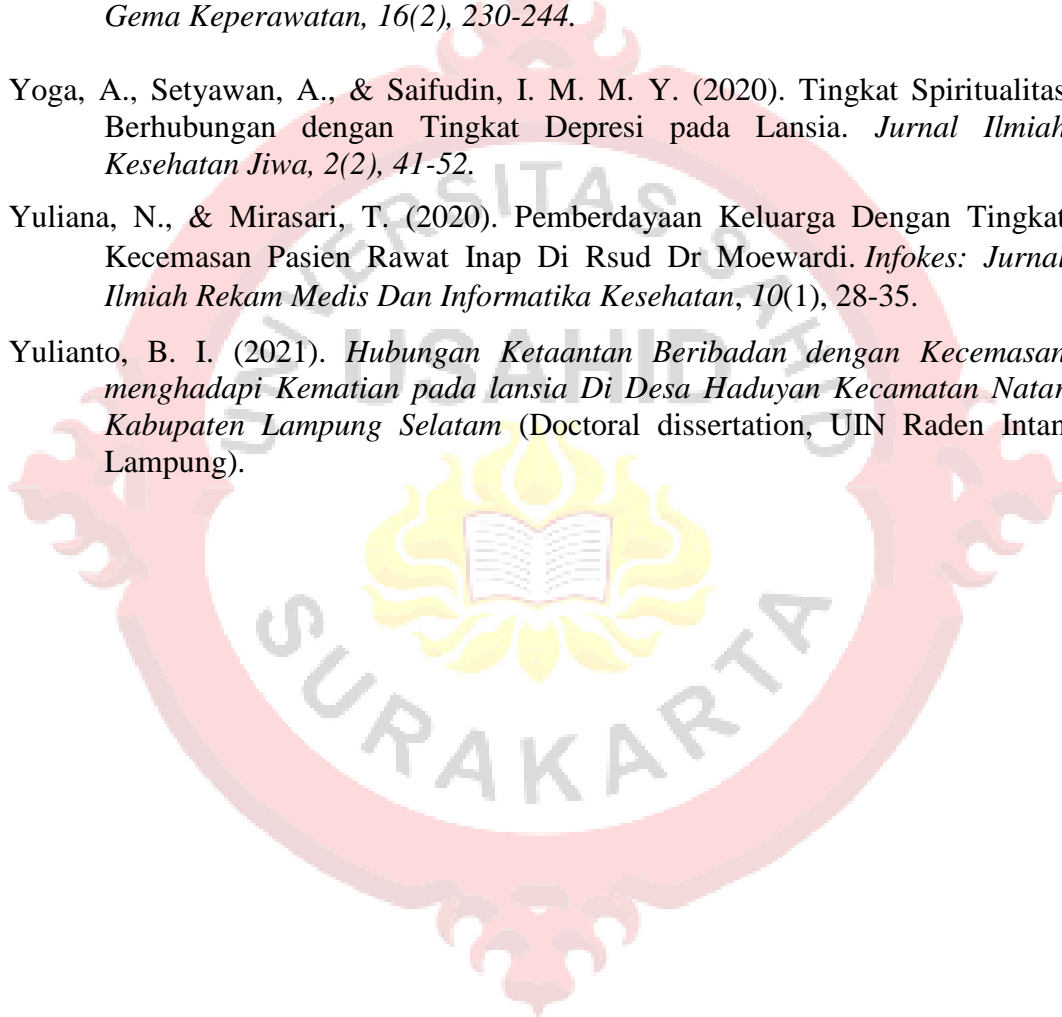 Gema Keperawatan, 16(2), 230-244.
Yoga, A., Setyawan, A., & Saifudin, I. M. M. Y. (2020). Tingkat Spiritualitas
Berhubungan dengan Tingkat Depresi pada Lansia. Jurnal Ilmiah
Kesehatan Jiwa, 2(2), 41-52.
Yuliana, N., & Mirasari, T. (2020). Pemberdayaan Keluarga Dengan Tingkat
Kecemasan Pasien Rawat Inap Di Rsud Dr Moewardi. Infokes: Jurnal
Ilmiah Rekam Medis Dan Informatika Kesehatan, 10(1), 28-35.
Yulianto, B. I. (2021). Hubungan Ketaantan Beribadan dengan Kecemasan
menghadapi Kematian pada lansia Di Desa Haduyan Kecamatan Natar
Kabupaten Lampung Selatam (Doctoral dissertation, UIN Raden Intan
Lampung).
UNIVERSITAS SAHID
USAHID
SURAKARTA